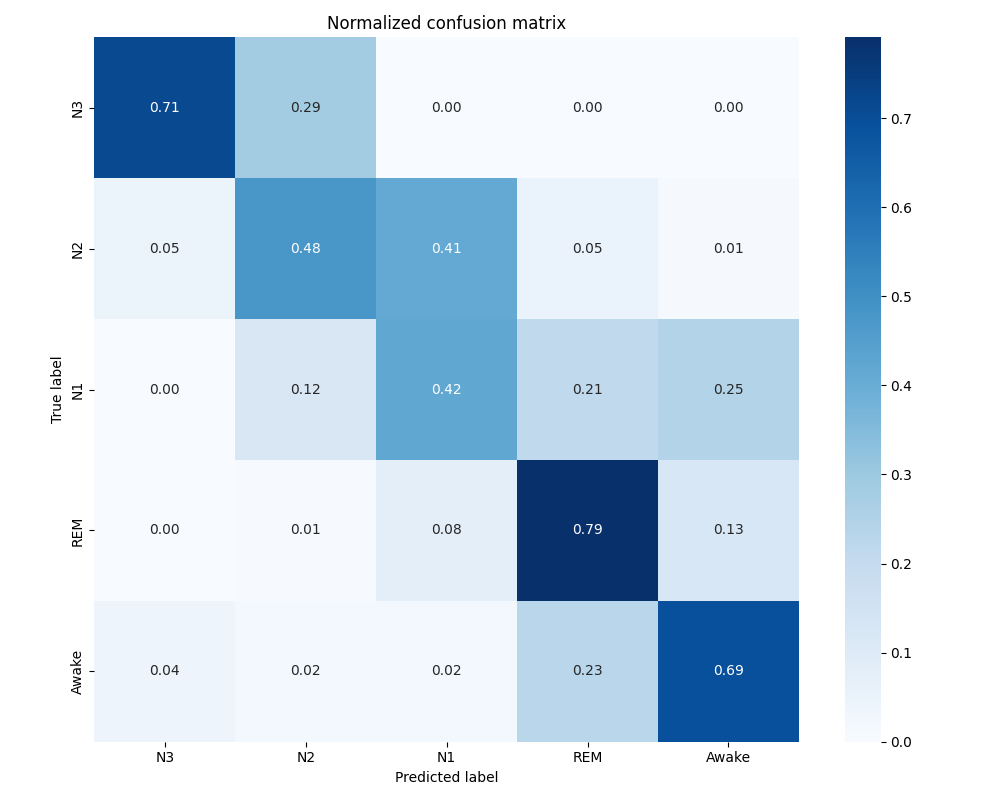 Normalized confusion matrix
N3 0.71 0.29 0.00 0.00 0.00
N2 0.05 0.48 0.41 0.05 0.01
N1 0.00 0.12 0.42 0.21 0.25
REM 0.00 0.01 0.08 0.79 0.13
Awake 0.04 0.02 0.02 0.23 0.69
N3 N2 N1 REM Awake
Predicted label
True label
0.7
0.6
0.5
0.4
0.3
0.2
0.1
0.0